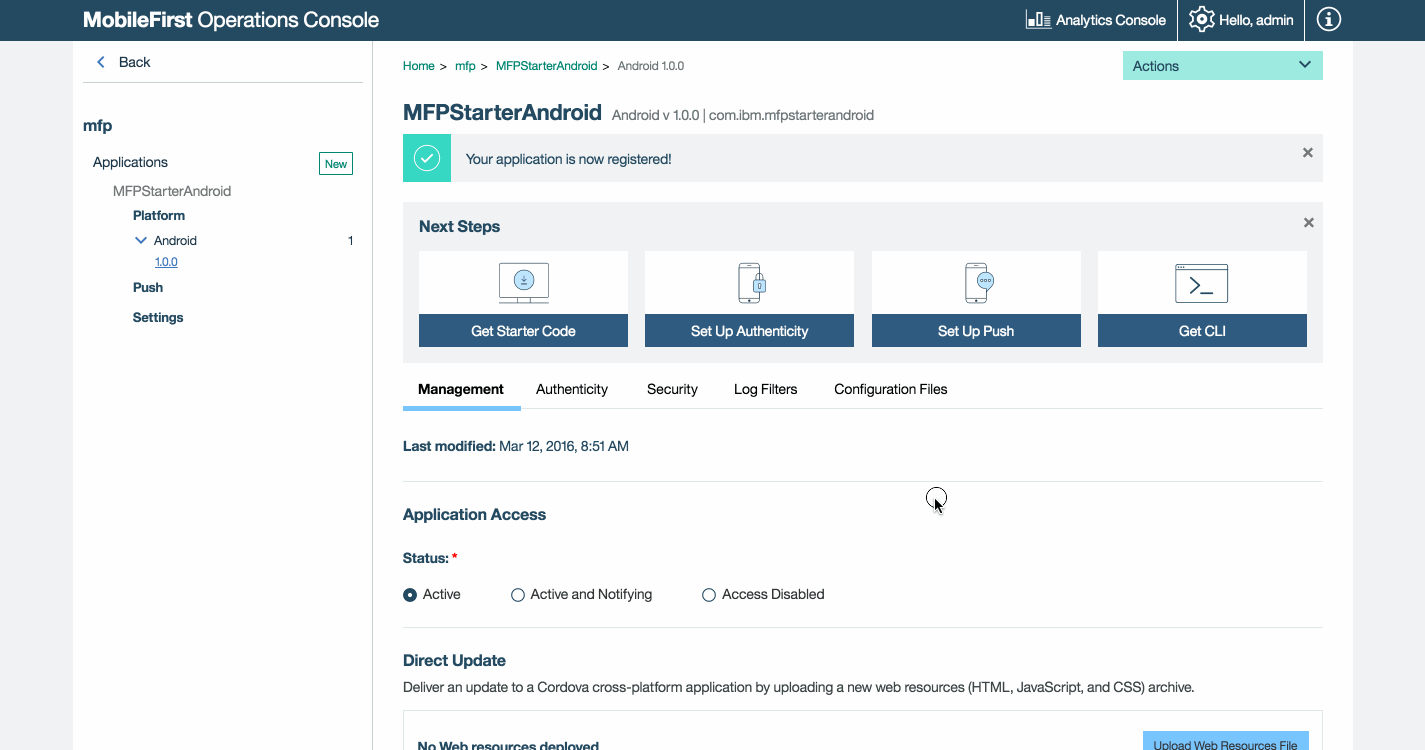 MobileFirst Operations Console
Analytics Console
Hello, admin
Back
Home > mfp > MFPStarterAndroid > Android 1.0.0
Actions
mfp
Applications
New
MFPStarterAndroid
Platform
Android 1
1.0.0
Push
Settings
MFPStarterAndroid Android v 1.0.0 | com.ibm.mfpstarterandroid
Your application is now registered!
Next Steps
Get Starter Code
Set Up Authenticity
Set Up Push
Get CLI
Management Authenticity Security Log Filters Configuration Files
Last modified: Mar 12, 2016, 8:51 AM
Application Access
Status: *
Active Active and Notifying Access Disabled
Direct Update
Deliver an update to a Cordova cross-platform application by uploading a new web resources (HTML, JavaScript, and CSS) archive.
No Web resources deployed
Upload Web Resources File